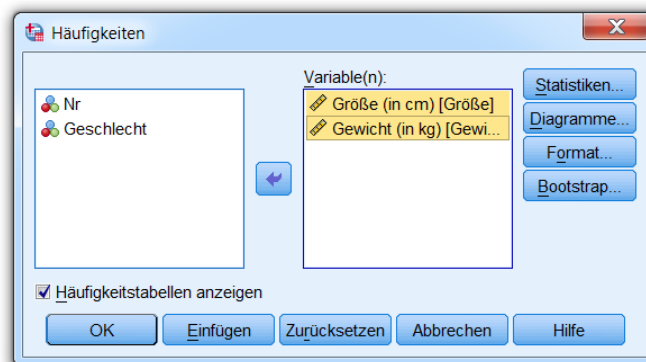 Häufigkeiten
Variable(n):
Nr
Geschlecht
Größe (in cm) [Größe]
Gewicht (in kg) [Gewi...
Statistiken...
Diagramme...
Format...
Bootstrap...
Häufigkeitstabellen anzeigen
OK
Einfügen
Zurücksetzen
Abbrechen
Hilfe